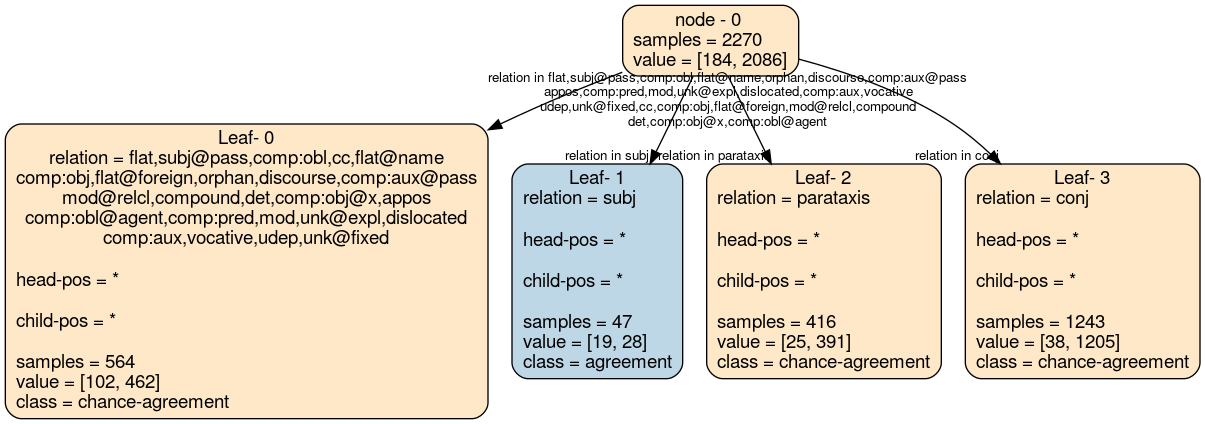 node - 0
samples = 2270
value = [184, 2086]
relation in flat,subj@pass,comp:obl,flat@name,orphan,discourse,comp:aux@pass
appos,comp:pred,mod,unk@expl,dislocated,comp:aux,vocative
udep,unk@fixed,cc,comp:obj,flat@foreign,mod@relcl,compound
det,comp:obj@x,comp:obl@agent
relation in subj
relation in parataxis
relation in conj
Leaf- 0
relation = flat,subj@pass,comp:obl,cc,flat@name
comp:obj,flat@foreign,orphan,discourse,comp:aux@pass
mod@relcl,compound,det,comp:obj@x,appos
comp:obl@agent,comp:pred,mod,unk@expl,dislocated
comp:aux,vocative,udep,unk@fixed
head-pos = *
child-pos = *
samples = 564
value = [102, 462]
class = chance-agreement
Leaf- 1
relation = subj
head-pos = *
child-pos = *
samples = 47
value = [19, 28]
class = agreement
Leaf- 2
relation = parataxis
head-pos = *
child-pos = *
samples = 416
value = [25, 391]
class = chance-agreement
Leaf- 3
relation = conj
head-pos = *
child-pos = *
samples = 1243
value = [38, 1205]
class = chance-agreement